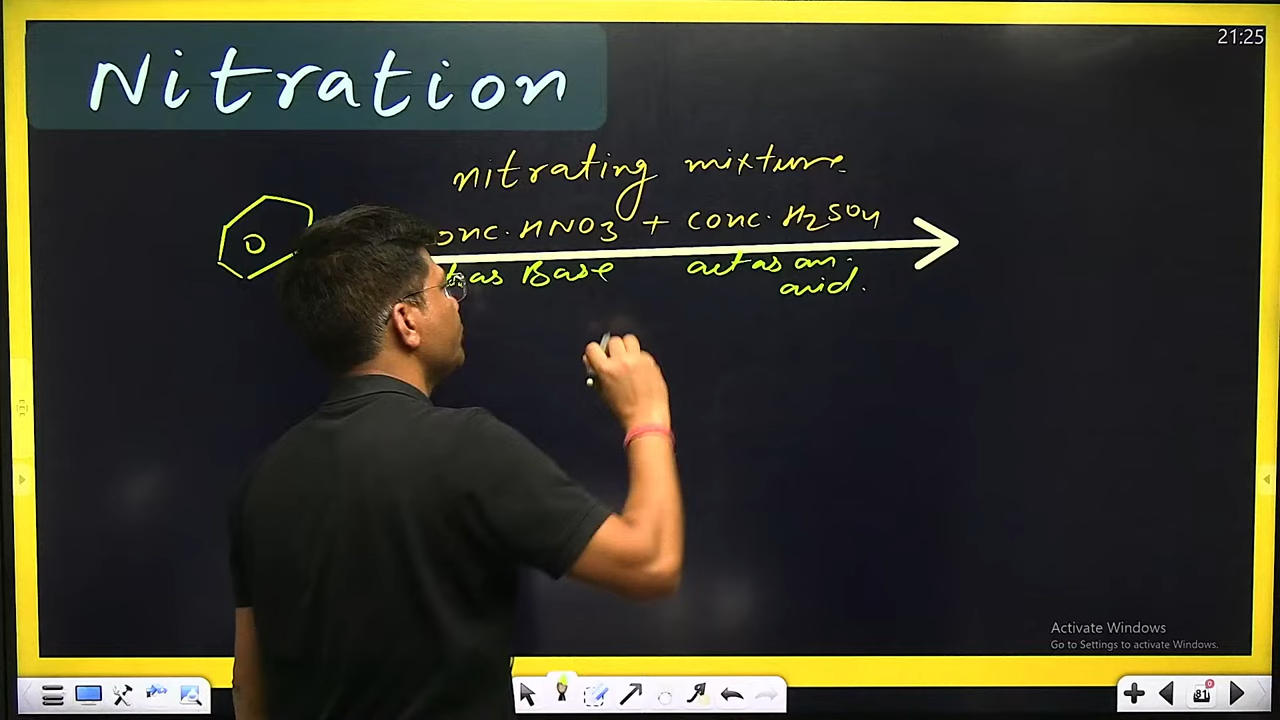 21:25
Nitration
nitrating mixture.
onc. HNO3 + conc. H2SO4
as Base act as an.
acid.
Activate Windows
Go to Settings to activate Windows.
31